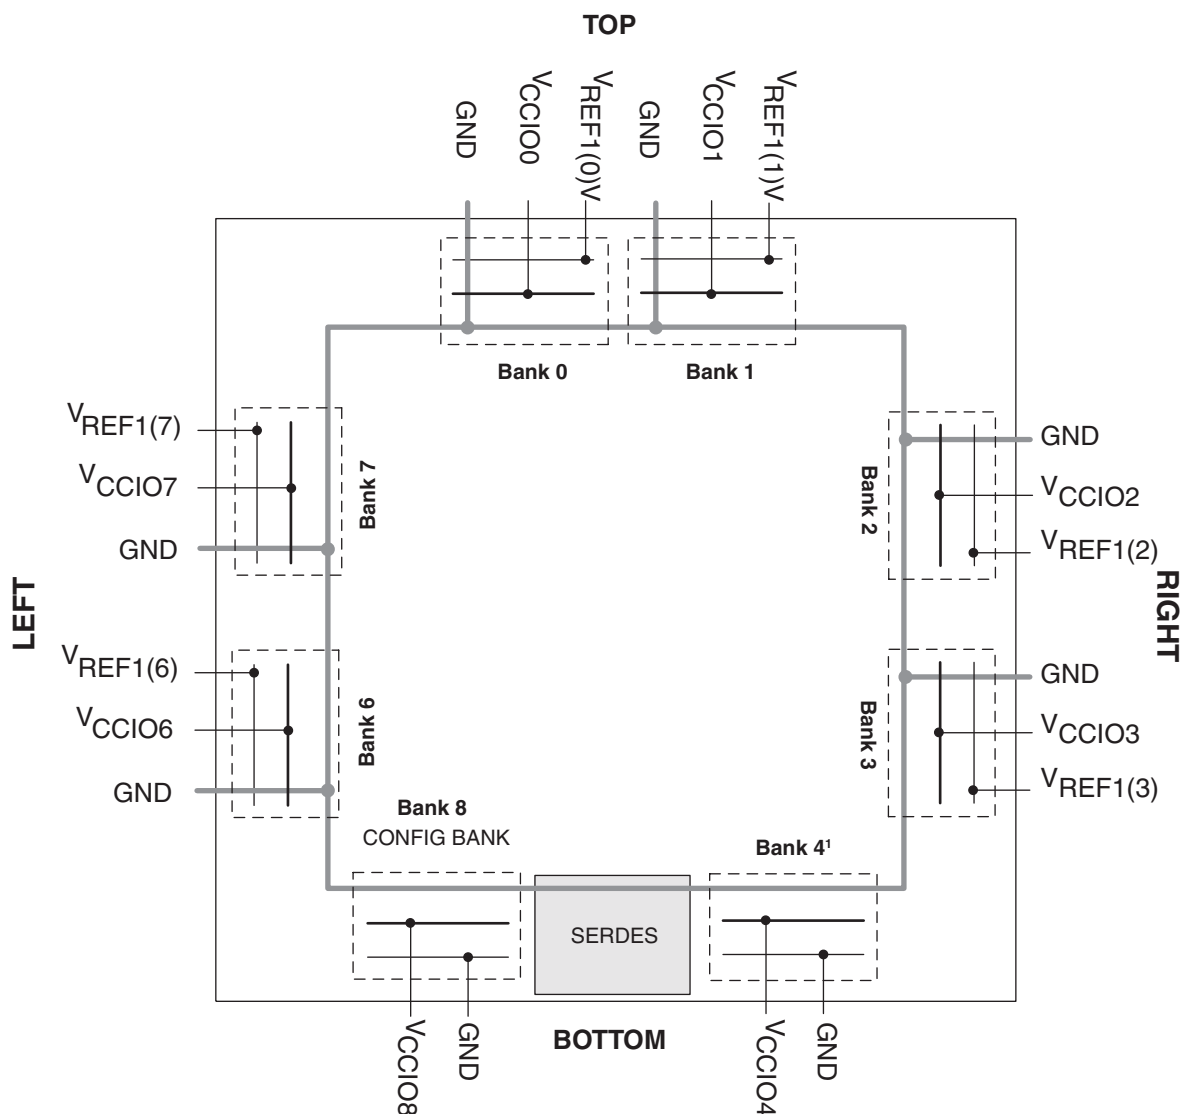 TOP
GND
VCCIO0
VREF1(0)V
GND
VCCIO1
VREF1(1)V
Bank 0
Bank 1
VREF1(7)
VCCIO7
GND
Bank 7
Bank 2
GND
VCCIO2
VREF1(2)
LEFT
RIGHT
VREF1(6)
VCCIO6
GND
Bank 6
Bank 3
GND
VCCIO3
VREF1(3)
Bank 8
CONFIG BANK
Bank 4¹
SERDES
VCCIO8
GND
BOTTOM
VCCIO4
GND